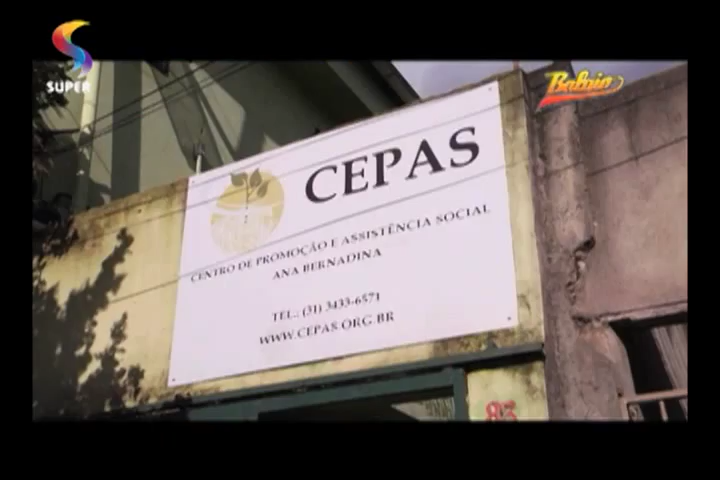 SUPER
Balaio
CEPAS
CENTRO DE PROMOÇÃO E ASSISTÊNCIA SOCIAL
ANA BERNADINA
TEL.: (31) 3433-6571
WWW.CEPAS.ORG.BR
83